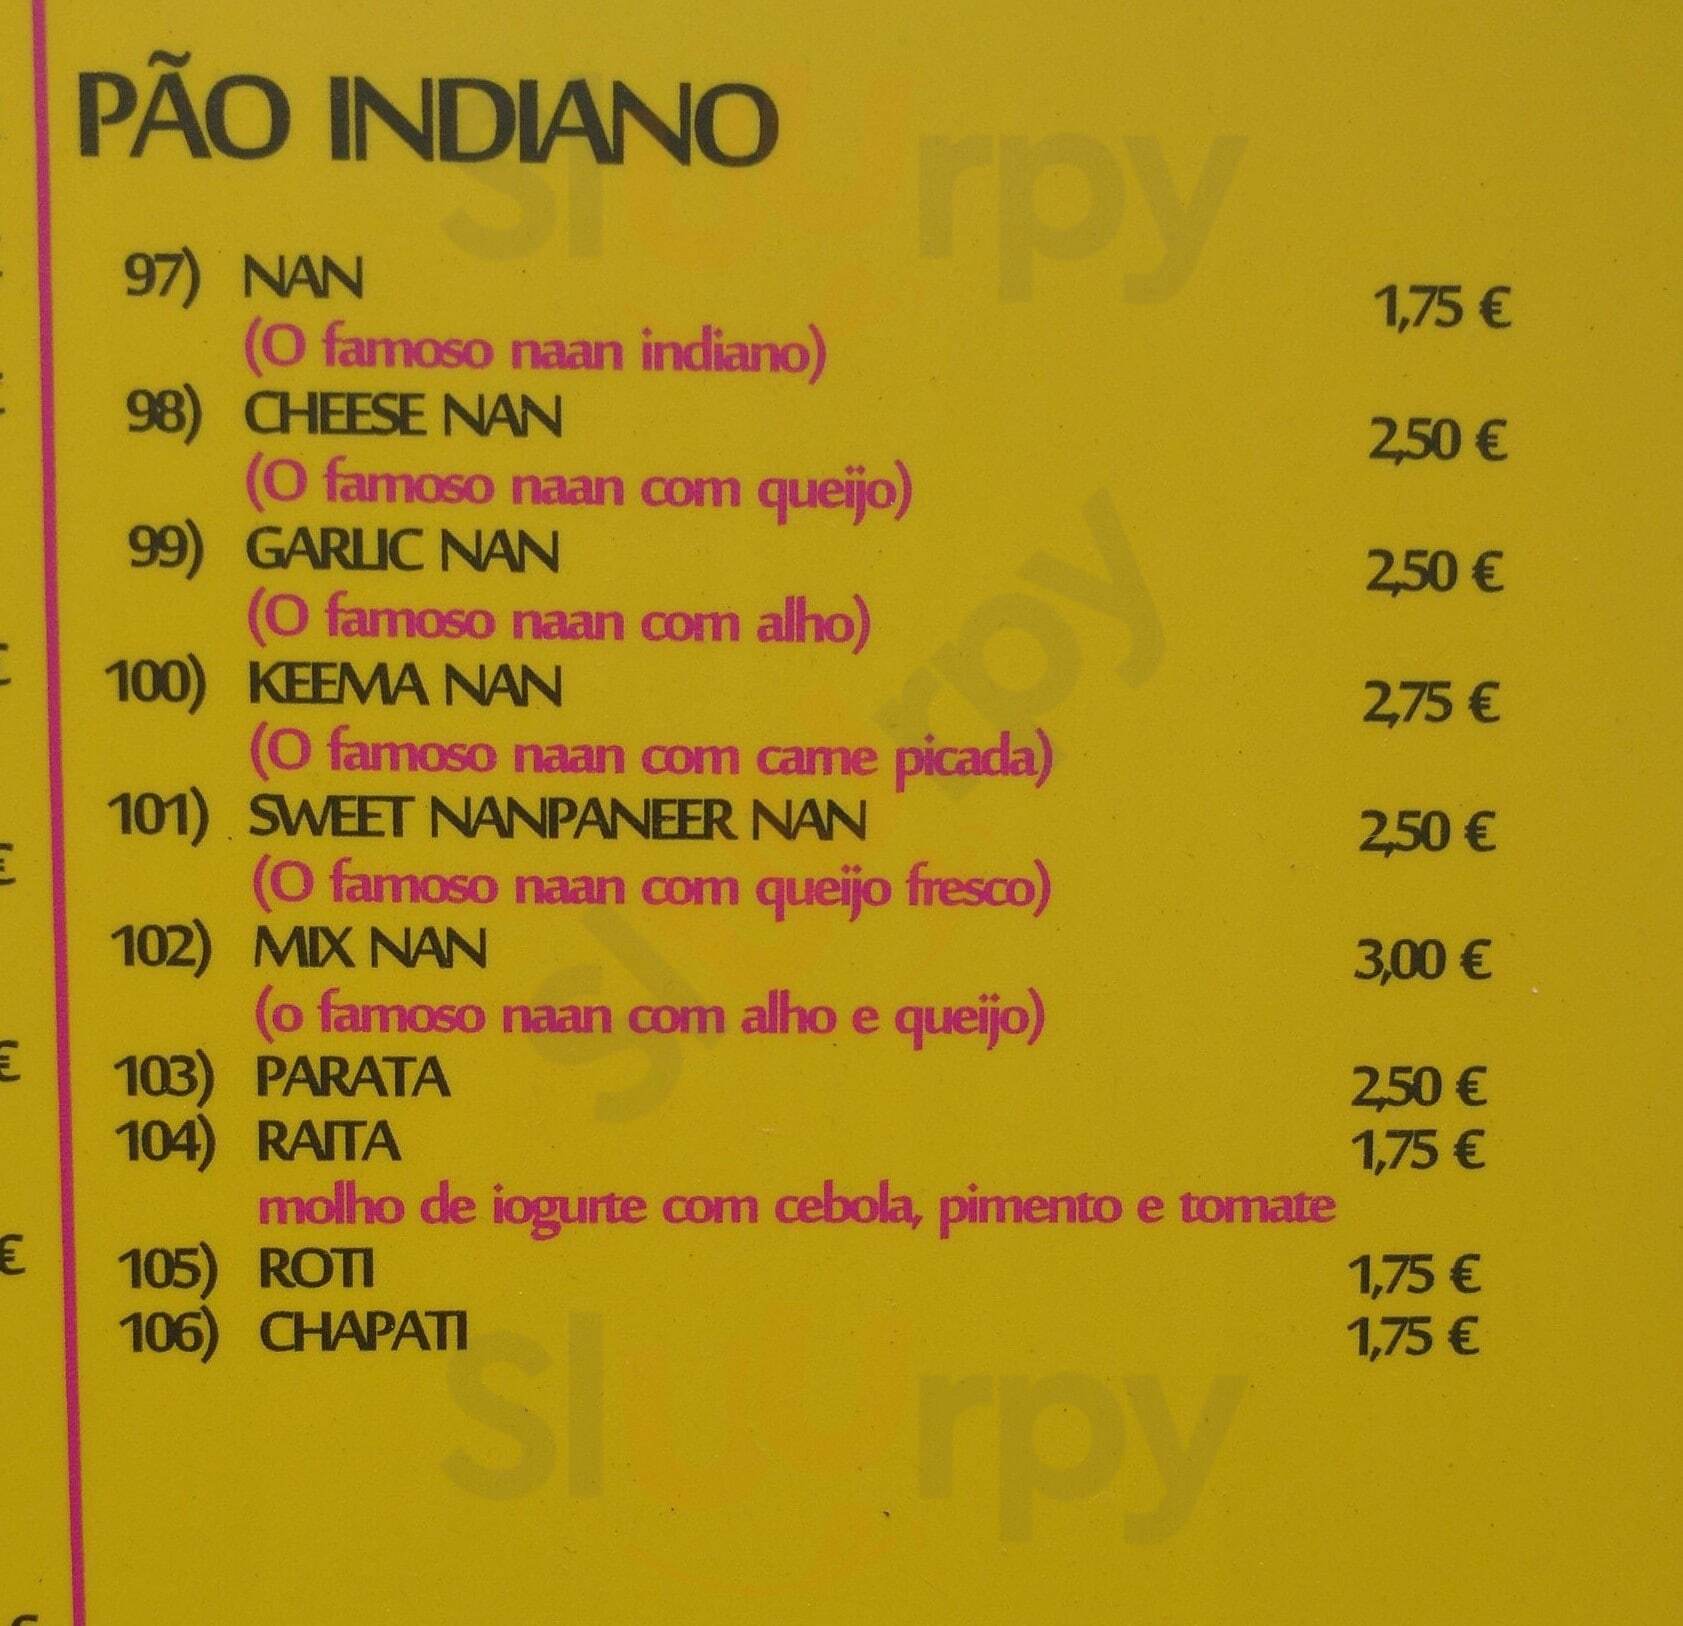 PÃO INDIANO
97) NAN 1,75 €
(O famoso naan indiano)
98) CHEESE NAN 2,50 €
(O famoso naan com queijo)
99) GARLIC NAN 2,50 €
(O famoso naan com alho)
100) KEEMA NAN 2,75 €
(O famoso naan com carne picada)
101) SWEET NANPANEER NAN 2,50 €
(O famoso naan com queijo fresco)
102) MIX NAN 3,00 €
(o famoso naan com alho e queijo)
103) PARATA 2,50 €
104) RAITA 1,75 €
molho de iogurte com cebola, pimento e tomate
105) ROTI 1,75 €
106) CHAPATI 1,75 €
Sluurpy
Sluurpy
Sluurpy